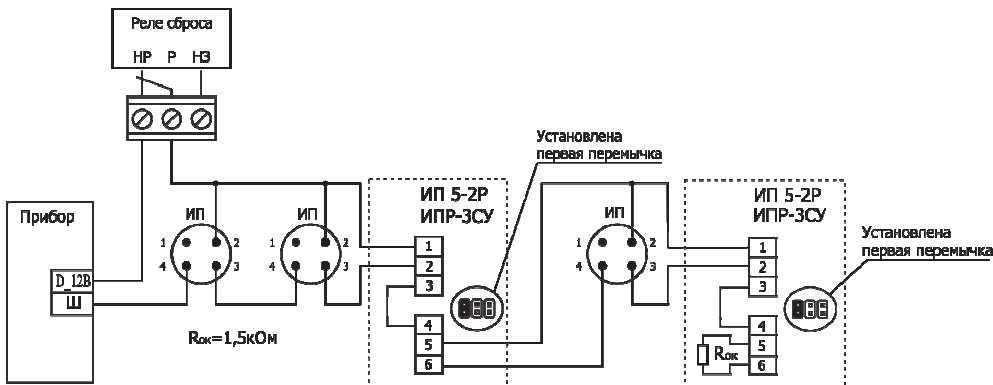 Реле сброса
НР Р НЗ
Установлена
первая перемычка
ИП 5-2Р
ИПР-3СУ
ИП 5-2Р
ИПР-3СУ
Прибор
ИП
ИП
ИП
Установлена
первая перемычка
1 2
4 3
1 2
4 3
1 2
4 3
1
2
3
4
5
6
1
2
3
4
5
6
D_12В
Ш
Rок=1,5кОм
Rок